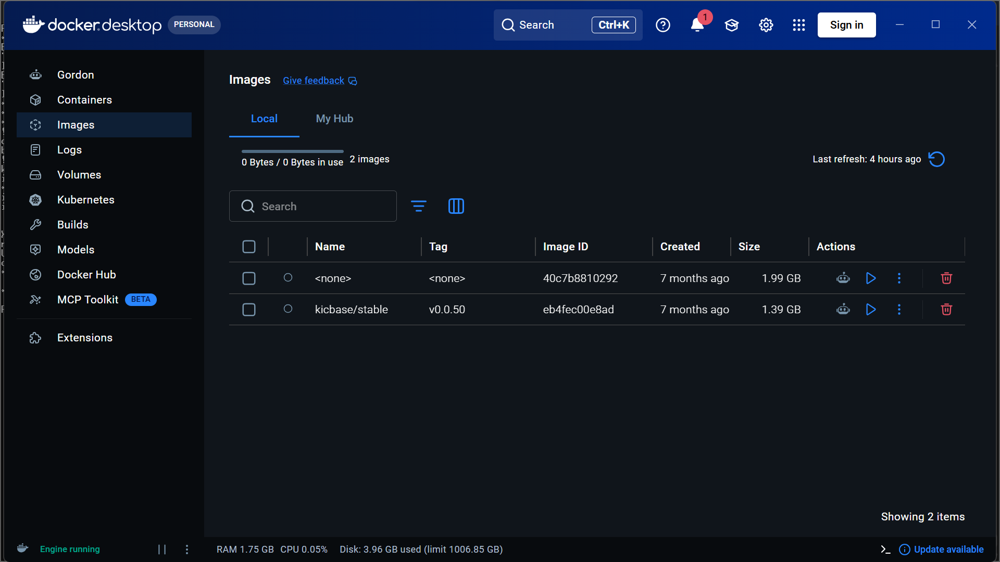 docker desktop PERSONAL
Search Ctrl+K
1
Sign in
Gordon
Containers
Images
Logs
Volumes
Kubernetes
Builds
Models
Docker Hub
MCP Toolkit BETA
Extensions
Images Give feedback
Local My Hub
0 Bytes / 0 Bytes in use 2 images
Last refresh: 4 hours ago
Search
Name Tag Image ID Created Size Actions
<none> <none> 40c7b8810292 7 months ago 1.99 GB
kicbase/stable v0.0.50 eb4fec00e8ad 7 months ago 1.39 GB
Showing 2 items
Engine running
RAM 1.75 GB CPU 0.05% Disk: 3.96 GB used (limit 1006.85 GB)
Update available